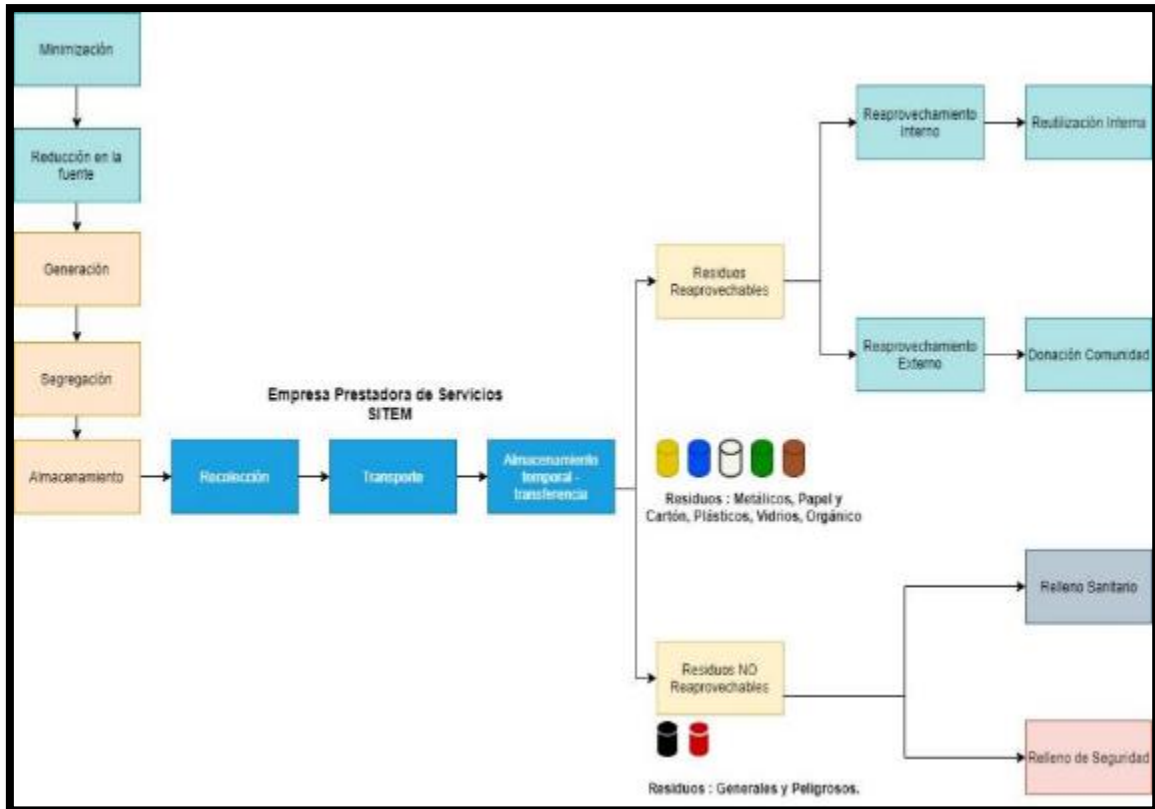 Minimización
Reducción en la
fuente
Generación
Segregación
Almacenamiento
Empresa Prestadora de Servicios
SITEM
Recolección
Transporte
Almacenamiento
temporal -
transferencia
Residuos
Reaprovechables
Reaprovechamiento
Interno
Reutilización Interna
Reaprovechamiento
Externo
Donación Comunidad
Residuos : Metálicos, Papel y
Cartón, Plásticos, Vidrios, Orgánico
Residuos NO
Reaprovechables
Residuos : Generales y Peligrosos.
Relleno Sanitario
Relleno de Seguridad